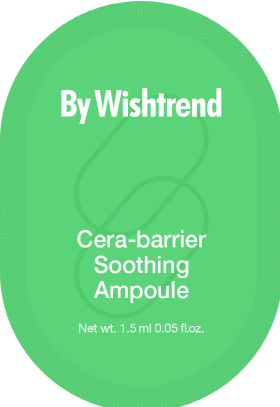 By Wishtrend
Cera-barrier
Soothing
Ampoule
Net wt. 1.5 ml 0.05 fl.oz.